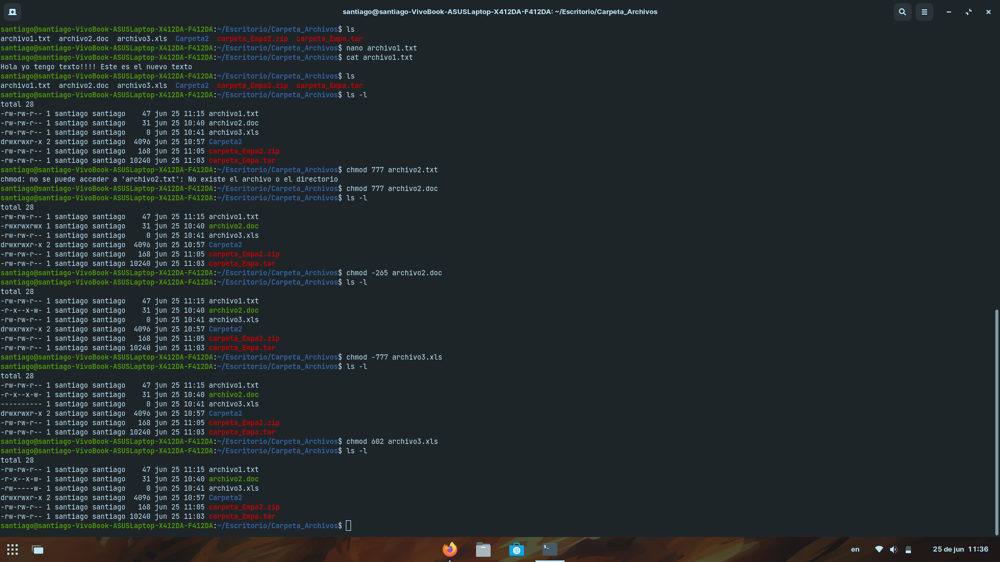 santiago@santiago-VivoBook-ASUSLaptop-X412DA-F412DA: ~/Escritorio/Carpeta_Archivos
santiago@santiago-VivoBook-ASUSLaptop-X412DA-F412DA:~/Escritorio/Carpeta_Archivos$ ls
archivo1.txt  archivo2.doc  archivo3.xls  Carpeta2  carpeta_Empa2.zip  carpeta_Empa.tar
santiago@santiago-VivoBook-ASUSLaptop-X412DA-F412DA:~/Escritorio/Carpeta_Archivos$ nano archivo1.txt
santiago@santiago-VivoBook-ASUSLaptop-X412DA-F412DA:~/Escritorio/Carpeta_Archivos$ cat archivo1.txt
Hola yo tengo texto!!!! Este es el nuevo texto
santiago@santiago-VivoBook-ASUSLaptop-X412DA-F412DA:~/Escritorio/Carpeta_Archivos$ ls
archivo1.txt  archivo2.doc  archivo3.xls  Carpeta2  carpeta_Empa2.zip  carpeta_Empa.tar
santiago@santiago-VivoBook-ASUSLaptop-X412DA-F412DA:~/Escritorio/Carpeta_Archivos$ ls -l
total 28
-rw-rw-r-- 1 santiago santiago    47 jun 25 11:15 archivo1.txt
-rw-rw-r-- 1 santiago santiago    31 jun 25 10:40 archivo2.doc
-rw-rw-r-- 1 santiago santiago     0 jun 25 10:41 archivo3.xls
drwxrwxr-x 2 santiago santiago  4096 jun 25 10:57 Carpeta2
-rw-rw-r-- 1 santiago santiago   168 jun 25 11:05 carpeta_Empa2.zip
-rw-rw-r-- 1 santiago santiago 10240 jun 25 11:03 carpeta_Empa.tar
santiago@santiago-VivoBook-ASUSLaptop-X412DA-F412DA:~/Escritorio/Carpeta_Archivos$ chmod 777 archivo2.txt
chmod: no se puede acceder a 'archivo2.txt': No existe el archivo o el directorio
santiago@santiago-VivoBook-ASUSLaptop-X412DA-F412DA:~/Escritorio/Carpeta_Archivos$ chmod 777 archivo2.doc
santiago@santiago-VivoBook-ASUSLaptop-X412DA-F412DA:~/Escritorio/Carpeta_Archivos$ ls -l
total 28
-rw-rw-r-- 1 santiago santiago    47 jun 25 11:15 archivo1.txt
-rwxrwxrwx 1 santiago santiago    31 jun 25 10:40 archivo2.doc
-rw-rw-r-- 1 santiago santiago     0 jun 25 10:41 archivo3.xls
drwxrwxr-x 2 santiago santiago  4096 jun 25 10:57 Carpeta2
-rw-rw-r-- 1 santiago santiago   168 jun 25 11:05 carpeta_Empa2.zip
-rw-rw-r-- 1 santiago santiago 10240 jun 25 11:03 carpeta_Empa.tar
santiago@santiago-VivoBook-ASUSLaptop-X412DA-F412DA:~/Escritorio/Carpeta_Archivos$ chmod -265 archivo2.doc
santiago@santiago-VivoBook-ASUSLaptop-X412DA-F412DA:~/Escritorio/Carpeta_Archivos$ ls -l
total 28
-rw-rw-r-- 1 santiago santiago    47 jun 25 11:15 archivo1.txt
-r-x--x-w- 1 santiago santiago    31 jun 25 10:40 archivo2.doc
-rw-rw-r-- 1 santiago santiago     0 jun 25 10:41 archivo3.xls
drwxrwxr-x 2 santiago santiago  4096 jun 25 10:57 Carpeta2
-rw-rw-r-- 1 santiago santiago   168 jun 25 11:05 carpeta_Empa2.zip
-rw-rw-r-- 1 santiago santiago 10240 jun 25 11:03 carpeta_Empa.tar
santiago@santiago-VivoBook-ASUSLaptop-X412DA-F412DA:~/Escritorio/Carpeta_Archivos$ chmod -777 archivo3.xls
santiago@santiago-VivoBook-ASUSLaptop-X412DA-F412DA:~/Escritorio/Carpeta_Archivos$ ls -l
total 28
-rw-rw-r-- 1 santiago santiago    47 jun 25 11:15 archivo1.txt
-r-x--x-w- 1 santiago santiago    31 jun 25 10:40 archivo2.doc
---------- 1 santiago santiago     0 jun 25 10:41 archivo3.xls
drwxrwxr-x 2 santiago santiago  4096 jun 25 10:57 Carpeta2
-rw-rw-r-- 1 santiago santiago   168 jun 25 11:05 carpeta_Empa2.zip
-rw-rw-r-- 1 santiago santiago 10240 jun 25 11:03 carpeta_Empa.tar
santiago@santiago-VivoBook-ASUSLaptop-X412DA-F412DA:~/Escritorio/Carpeta_Archivos$ chmod 602 archivo3.xls
santiago@santiago-VivoBook-ASUSLaptop-X412DA-F412DA:~/Escritorio/Carpeta_Archivos$ ls -l
total 28
-rw-rw-r-- 1 santiago santiago    47 jun 25 11:15 archivo1.txt
-r-x--x-w- 1 santiago santiago    31 jun 25 10:40 archivo2.doc
-rw-----w- 1 santiago santiago     0 jun 25 10:41 archivo3.xls
drwxrwxr-x 2 santiago santiago  4096 jun 25 10:57 Carpeta2
-rw-rw-r-- 1 santiago santiago   168 jun 25 11:05 carpeta_Empa2.zip
-rw-rw-r-- 1 santiago santiago 10240 jun 25 11:03 carpeta_Empa.tar
santiago@santiago-VivoBook-ASUSLaptop-X412DA-F412DA:~/Escritorio/Carpeta_Archivos$
$_ en 25 de jun 11:36